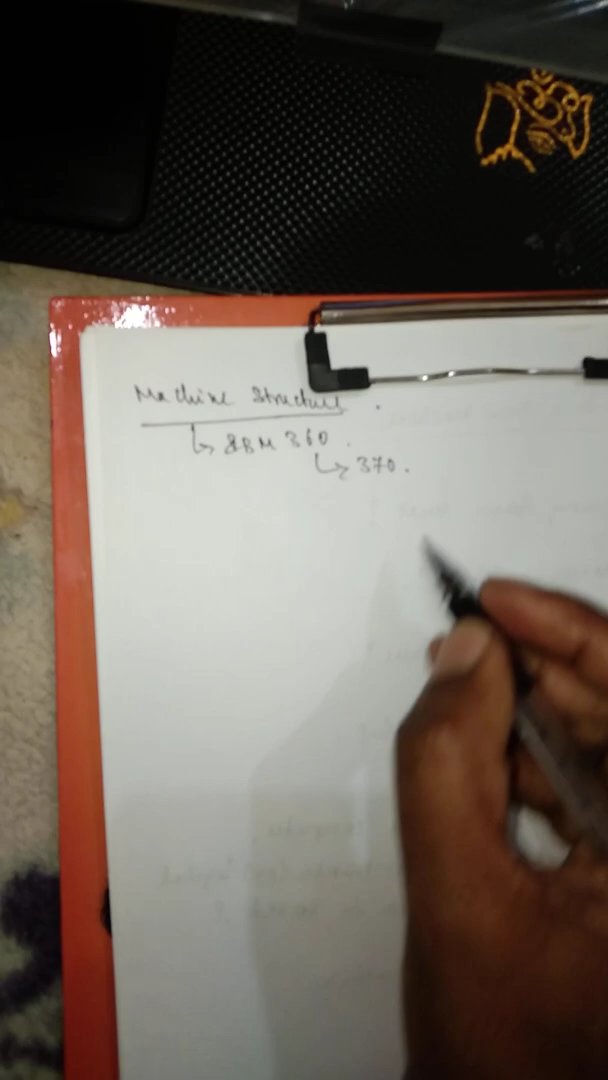 Machine Structure.
↳ IBM 360.
↳ 370.